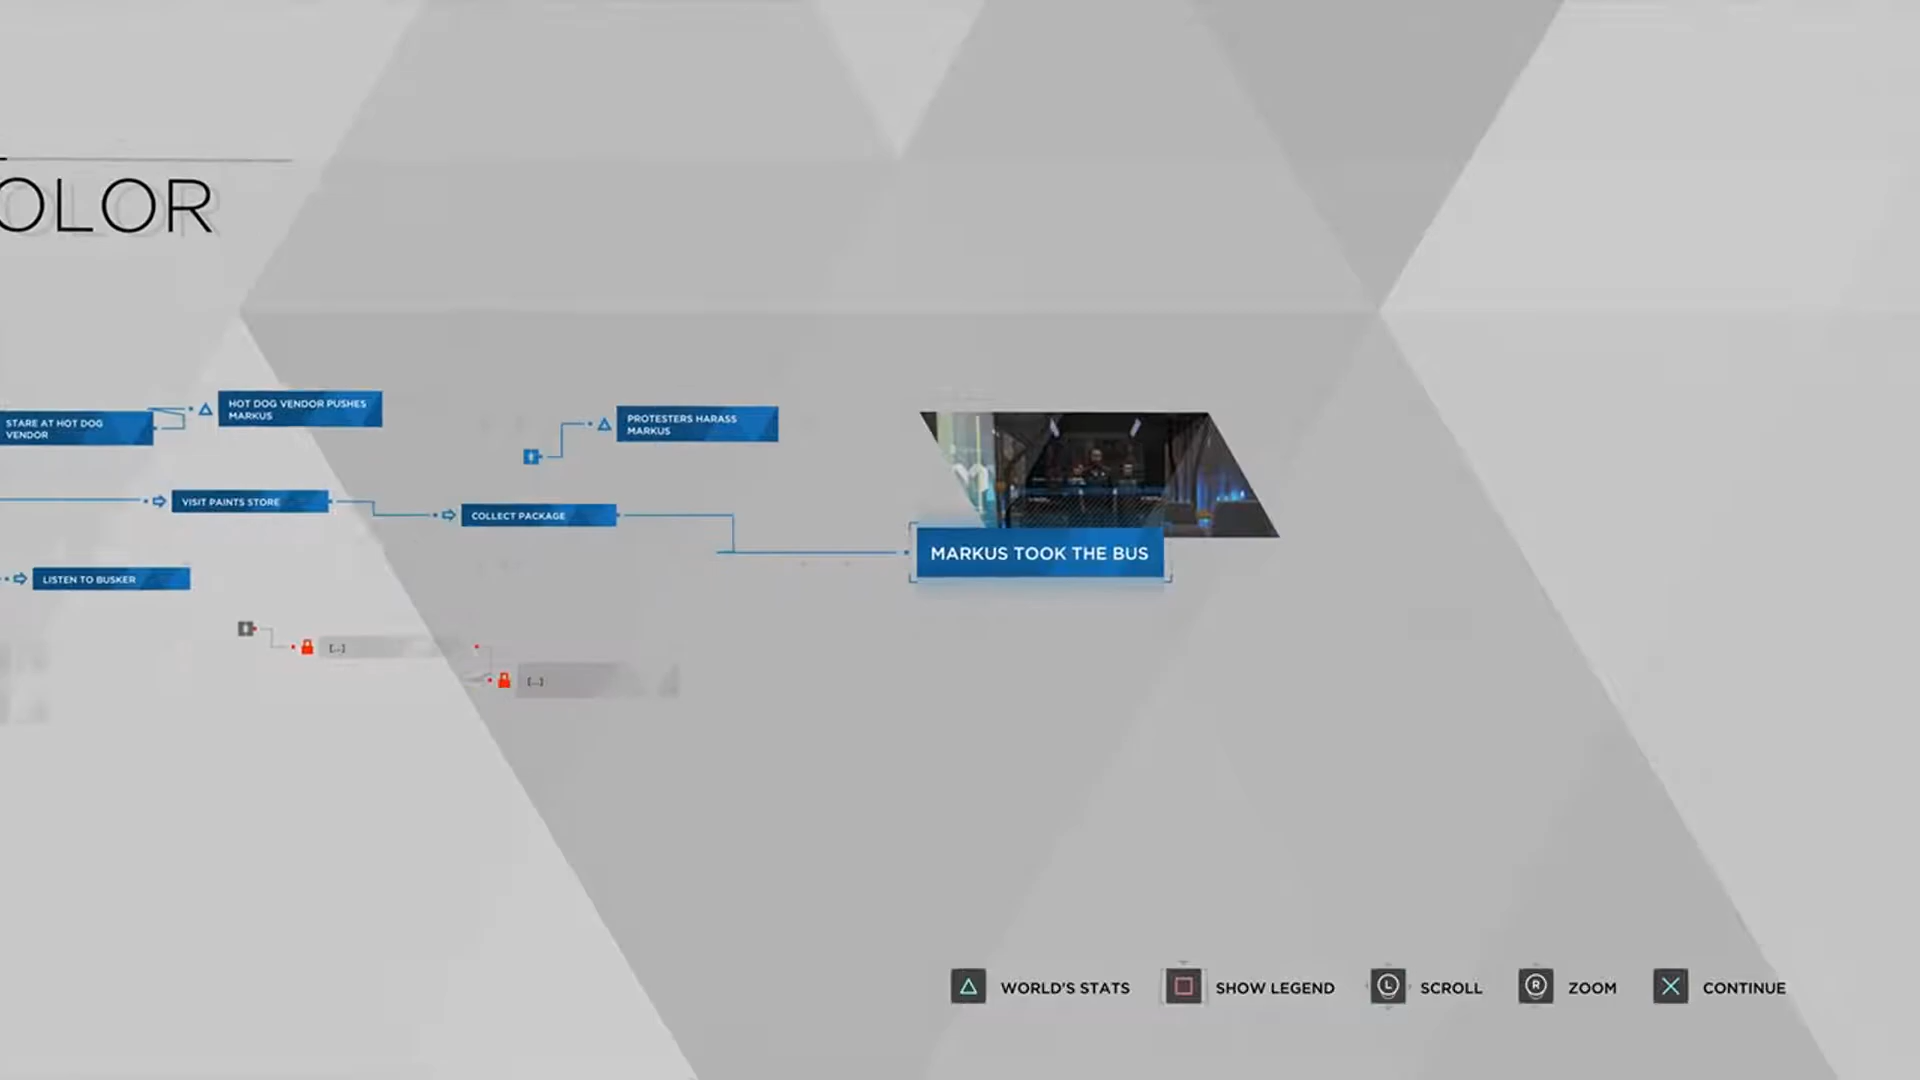 OLOR
HOT DOG VENDOR PUSHES
MARKUS
STARE AT HOT DOG
VENDOR
PROTESTERS HARASS
MARKUS
VISIT PAINTS STORE
COLLECT PACKAGE
MARKUS TOOK THE BUS
LISTEN TO BUSKER
[...]
[...]
WORLD'S STATS
SHOW LEGEND
L
SCROLL
R
ZOOM
CONTINUE